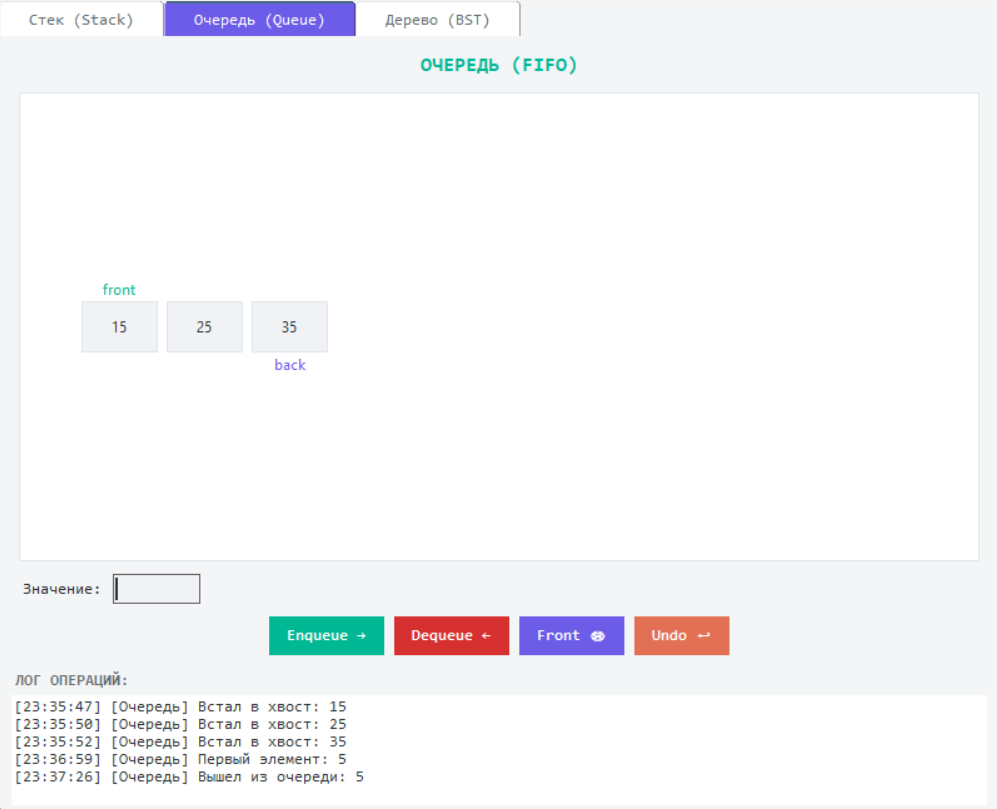 Стек (Stack) Очередь (Queue) Дерево (BST)
ОЧЕРЕДЬ (FIFO)
front
15 25 35
back
Значение:
Enqueue → Dequeue ← Front Undo ↩
ЛОГ ОПЕРАЦИЙ:
[23:35:47] [Очередь] Встал в хвост: 15
[23:35:50] [Очередь] Встал в хвост: 25
[23:35:52] [Очередь] Встал в хвост: 35
[23:36:59] [Очередь] Первый элемент: 5
[23:37:26] [Очередь] Вышел из очереди: 5